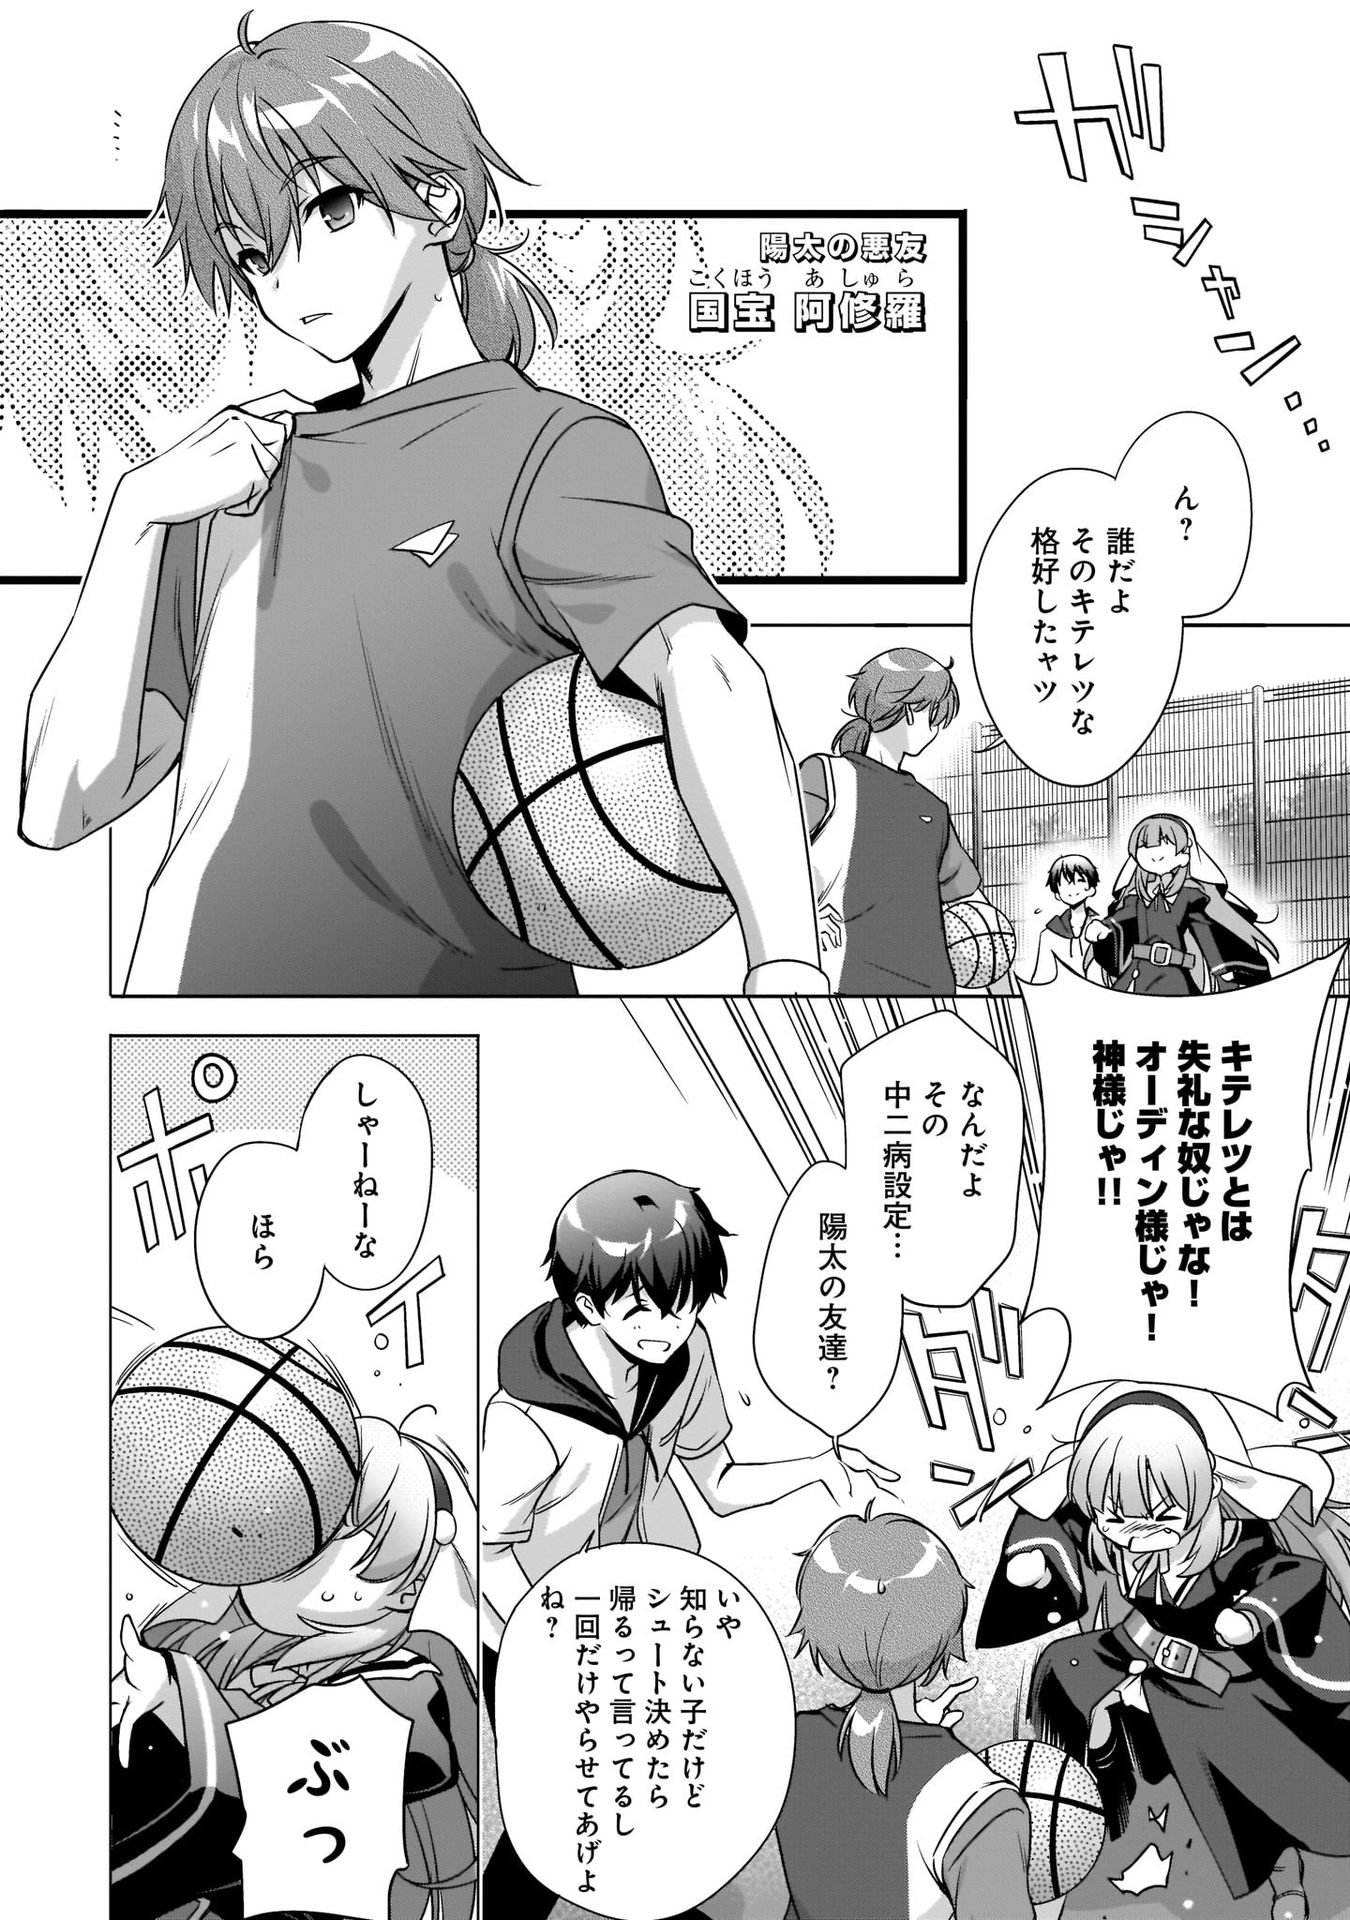 ガシャン…
ん?
誰だよ
そのキテレツな
格好したヤツ
陽太の悪友
こくほう あしゅら
国宝 阿修羅
キテレツとは
失礼な奴じゃな!
オーディン様じゃ!
神様じゃ!!
ダンダン
なんだよ
その
中二病設定…
陽太の友達?
いや
知らない子だけど
シュート決めたら
帰るって言ってるし
一回だけやらせてあげよ
ね?
しゃーねーな
ほら
ポイ
ぶっ